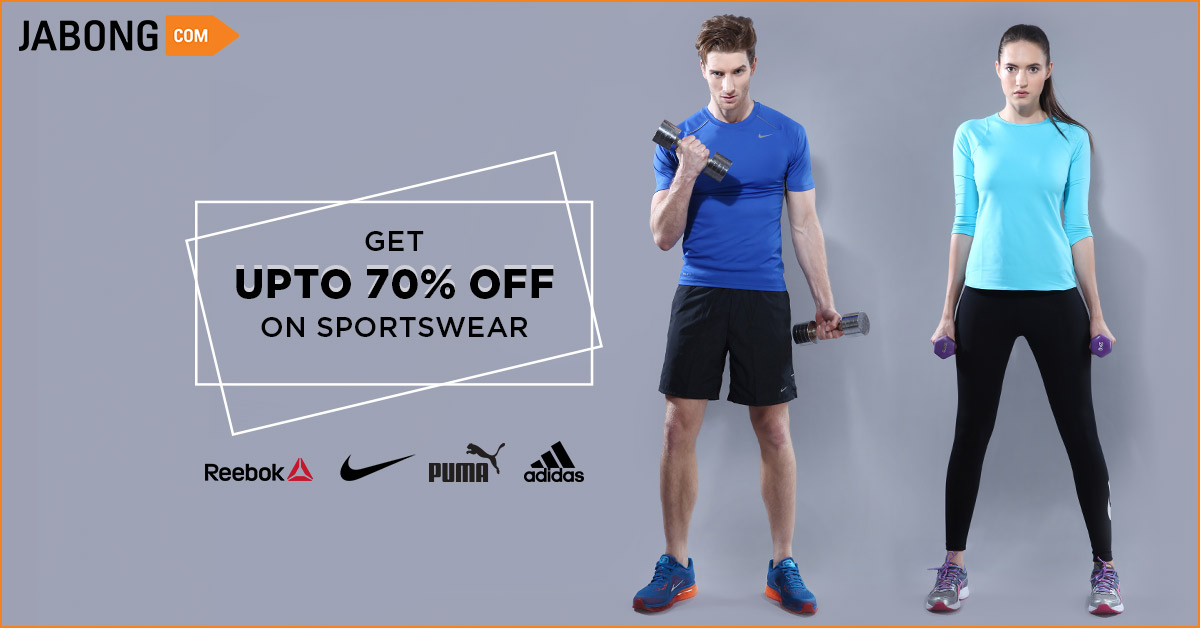 JABONG COM
GET
UPTO 70% OFF
ON SPORTSWEAR
Reebok PUMA adidas